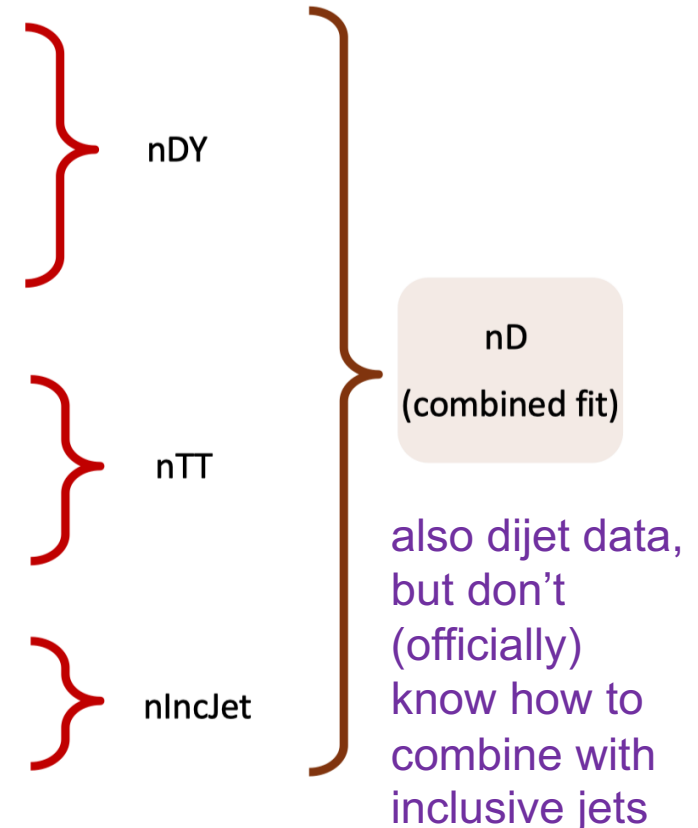 nDY
nD
(combined fit)
nTT
also dijet data,
but don’t
(officially)
know how to
combine with
inclusive jets
nIncJet